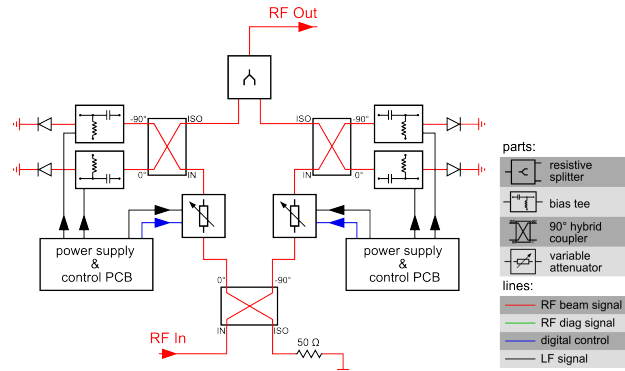 RF Out
-90°
ISO
ISO
-90°
0°
IN
IN
0°
parts:
resistive
splitter
bias tee
90° hybrid
coupler
variable
attenuator
power supply
&
control PCB
power supply
&
control PCB
0°
-90°
IN
ISO
RF In
50 Ω
lines:
RF beam signal
RF diag signal
digital control
LF signal